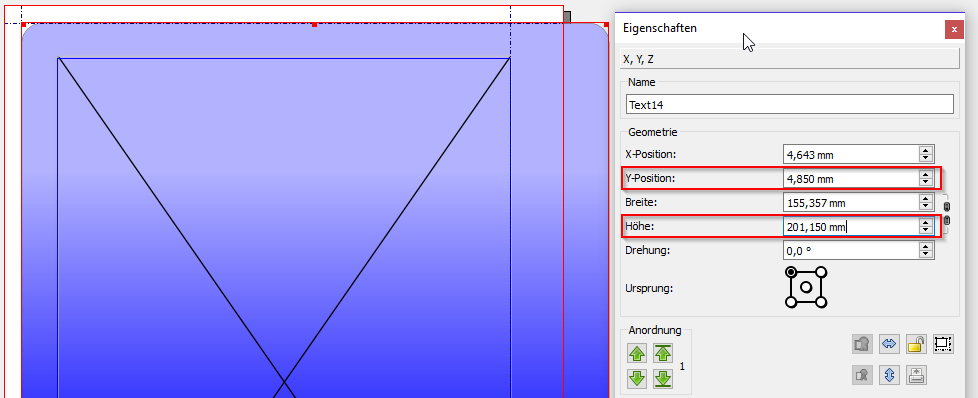 Eigenschaften
x
X, Y, Z
Name
Text14
Geometrie
X-Position: 4,643 mm
Y-Position: 4,850 mm
Breite: 155,357 mm
Höhe: 201,150 mm
Drehung: 0,0 °
Ursprung:
Anordnung
1